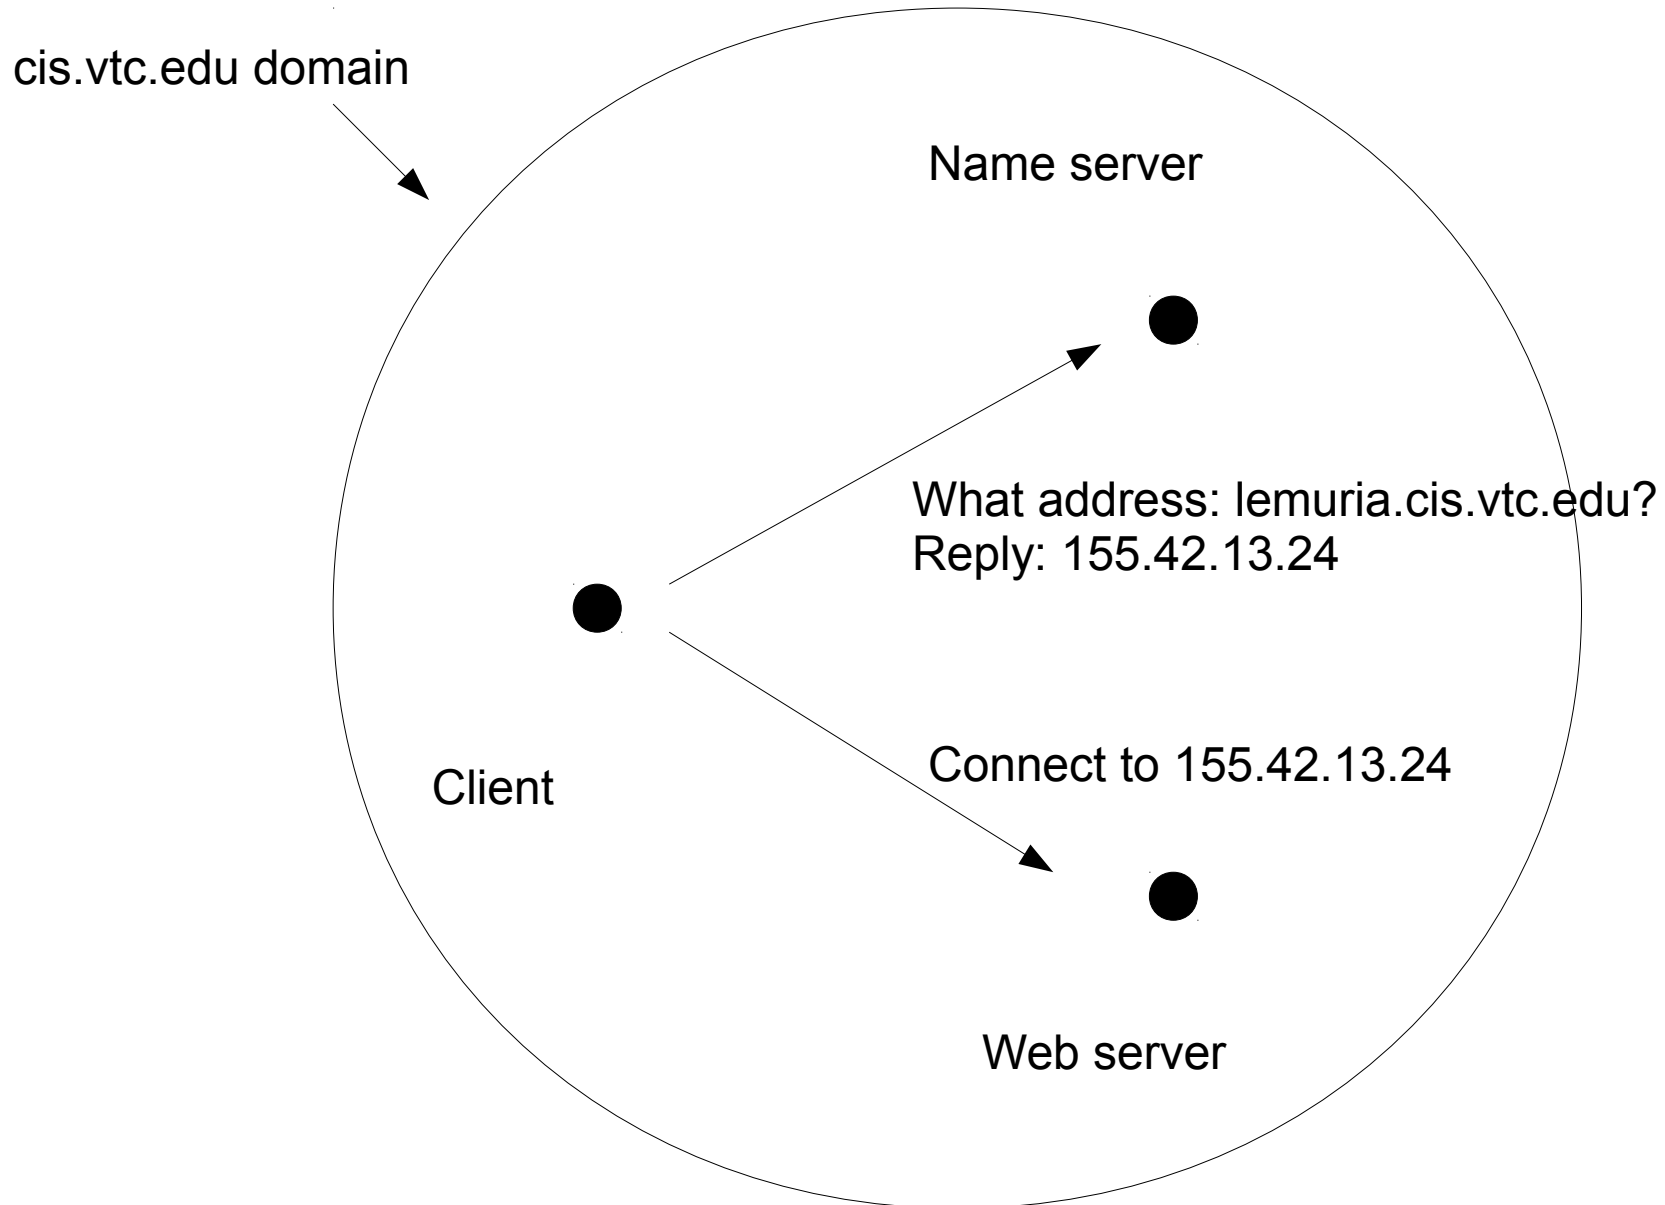 cis.vtc.edu domain
Name server
What address: lemuria.cis.vtc.edu?
Reply: 155.42.13.24
Connect to 155.42.13.24
Client
Web server